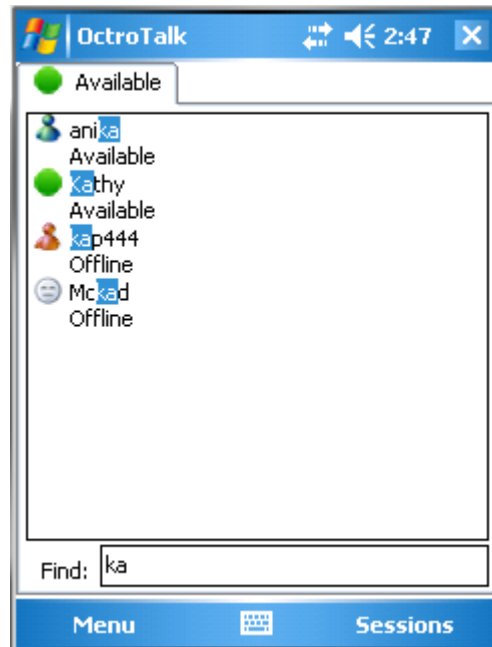 OctroTalk 2:47
Available
anika
Available
Kathy
Available
kap444
Offline
Mckad
Offline
Find: ka
Menu Sessions